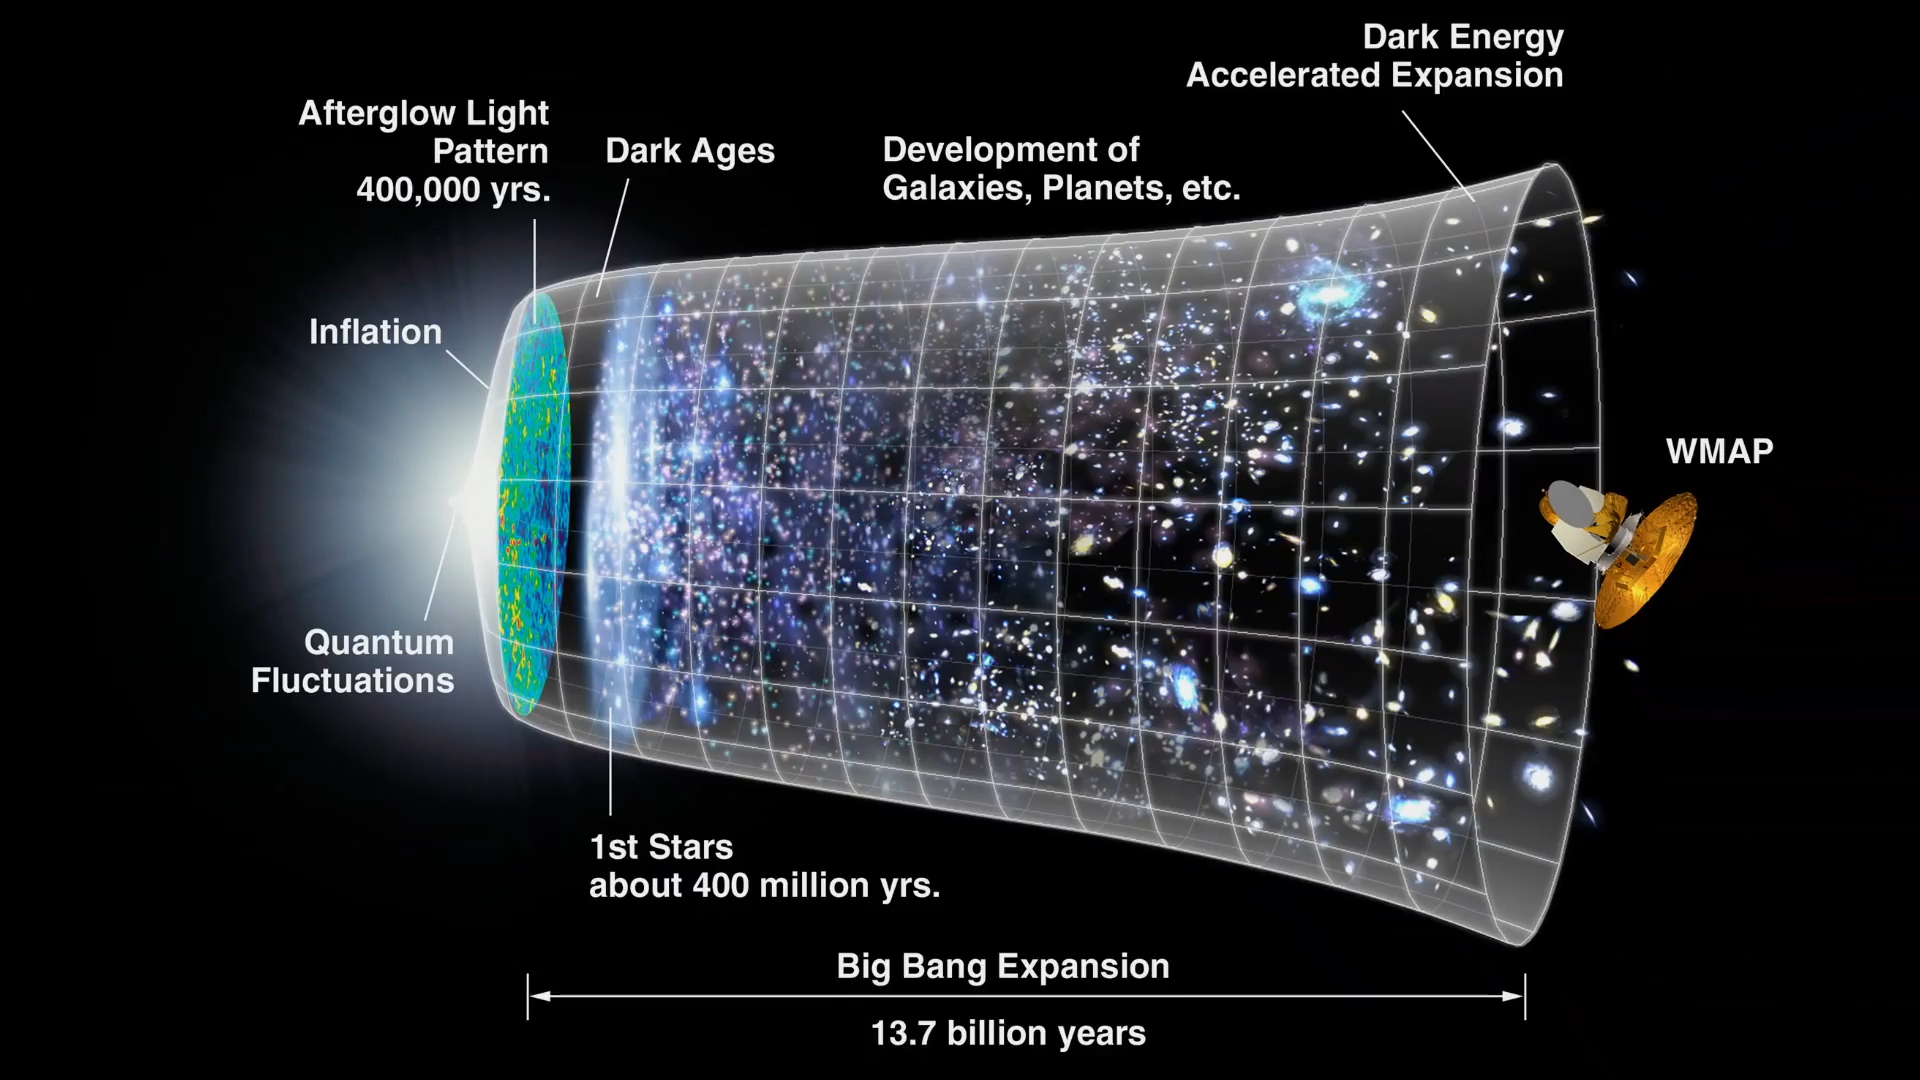 Dark Energy
Accelerated Expansion
Afterglow Light
Pattern
400,000 yrs.
Dark Ages
Development of
Galaxies, Planets, etc.
Inflation
WMAP
Quantum
Fluctuations
1st Stars
about 400 million yrs.
Big Bang Expansion
13.7 billion years